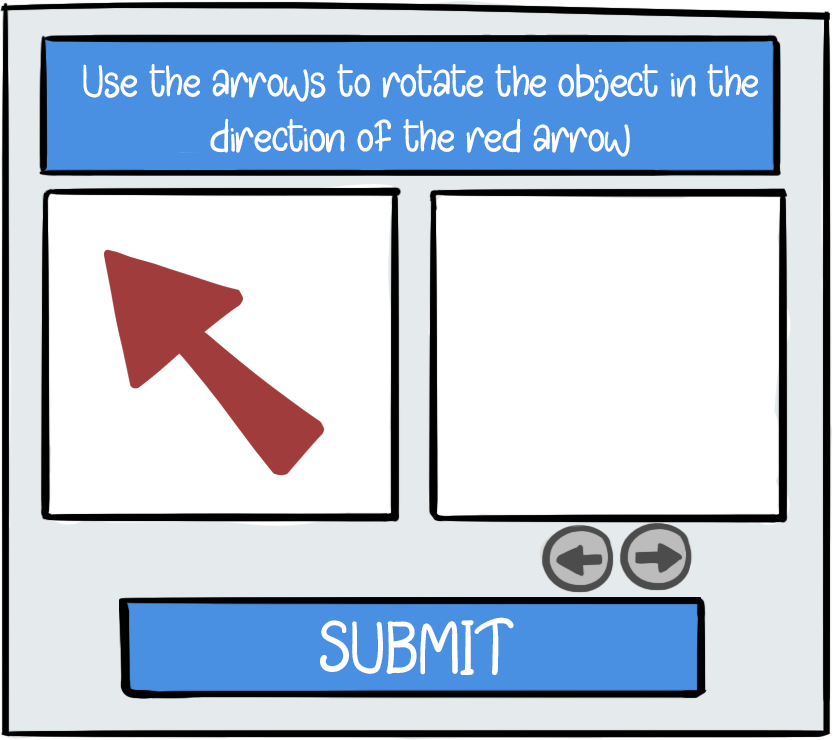 Use the arrows to rotate the object in the
direction of the red arrow
SUBMIT